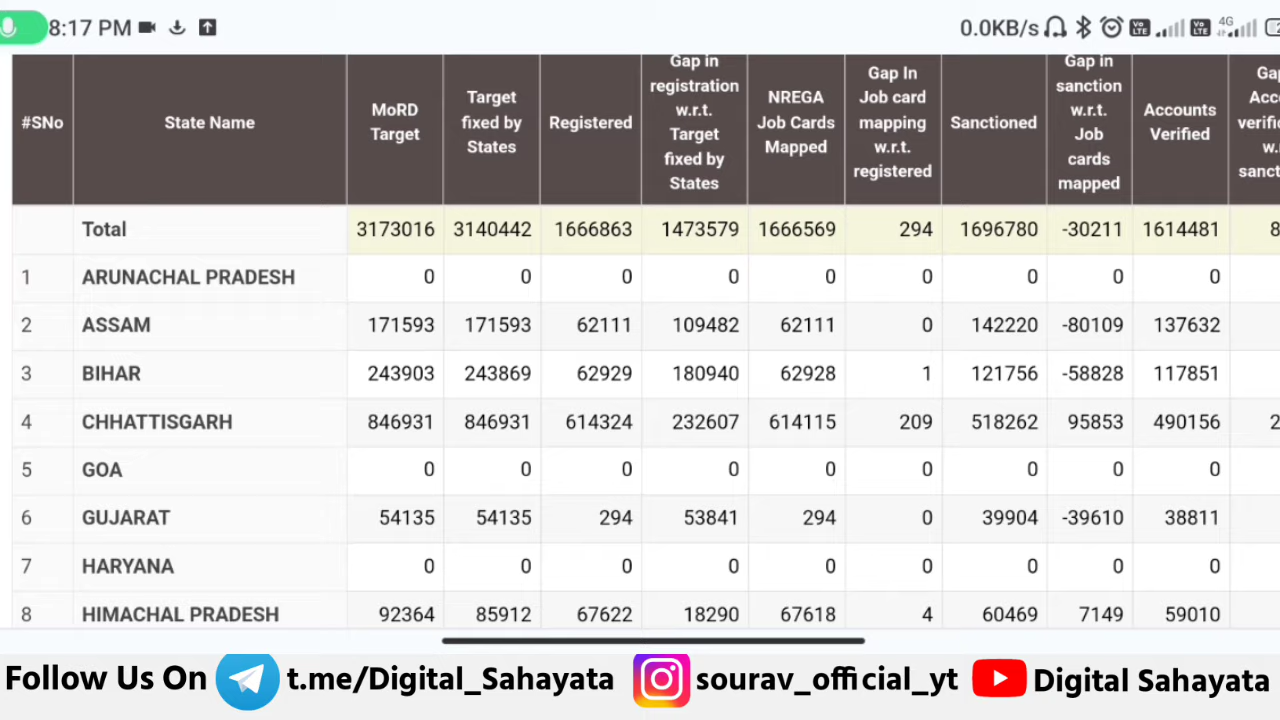 8:17 PM 0.0KB/s Vo LTE Vo LTE 4G
#SNo State Name MoRD Target Target fixed by States Registered Gap in registration w.r.t. Target fixed by States NREGA Job Cards Mapped Gap In Job card mapping w.r.t. registered Sanctioned Gap in sanction w.r.t. Job cards mapped Accounts Verified
Total 3173016 3140442 1666863 1473579 1666569 294 1696780 -30211 1614481 8
1 ARUNACHAL PRADESH 0 0 0 0 0 0 0 0 0
2 ASSAM 171593 171593 62111 109482 62111 0 142220 -80109 137632
3 BIHAR 243903 243869 62929 180940 62928 1 121756 -58828 117851
4 CHHATTISGARH 846931 846931 614324 232607 614115 209 518262 95853 490156 2
5 GOA 0 0 0 0 0 0 0 0 0
6 GUJARAT 54135 54135 294 53841 294 0 39904 -39610 38811
7 HARYANA 0 0 0 0 0 0 0 0 0
8 HIMACHAL PRADESH 92364 85912 67622 18290 67618 4 60469 7149 59010
Follow Us On t.me/Digital_Sahayata sourav_official_yt Digital Sahayata